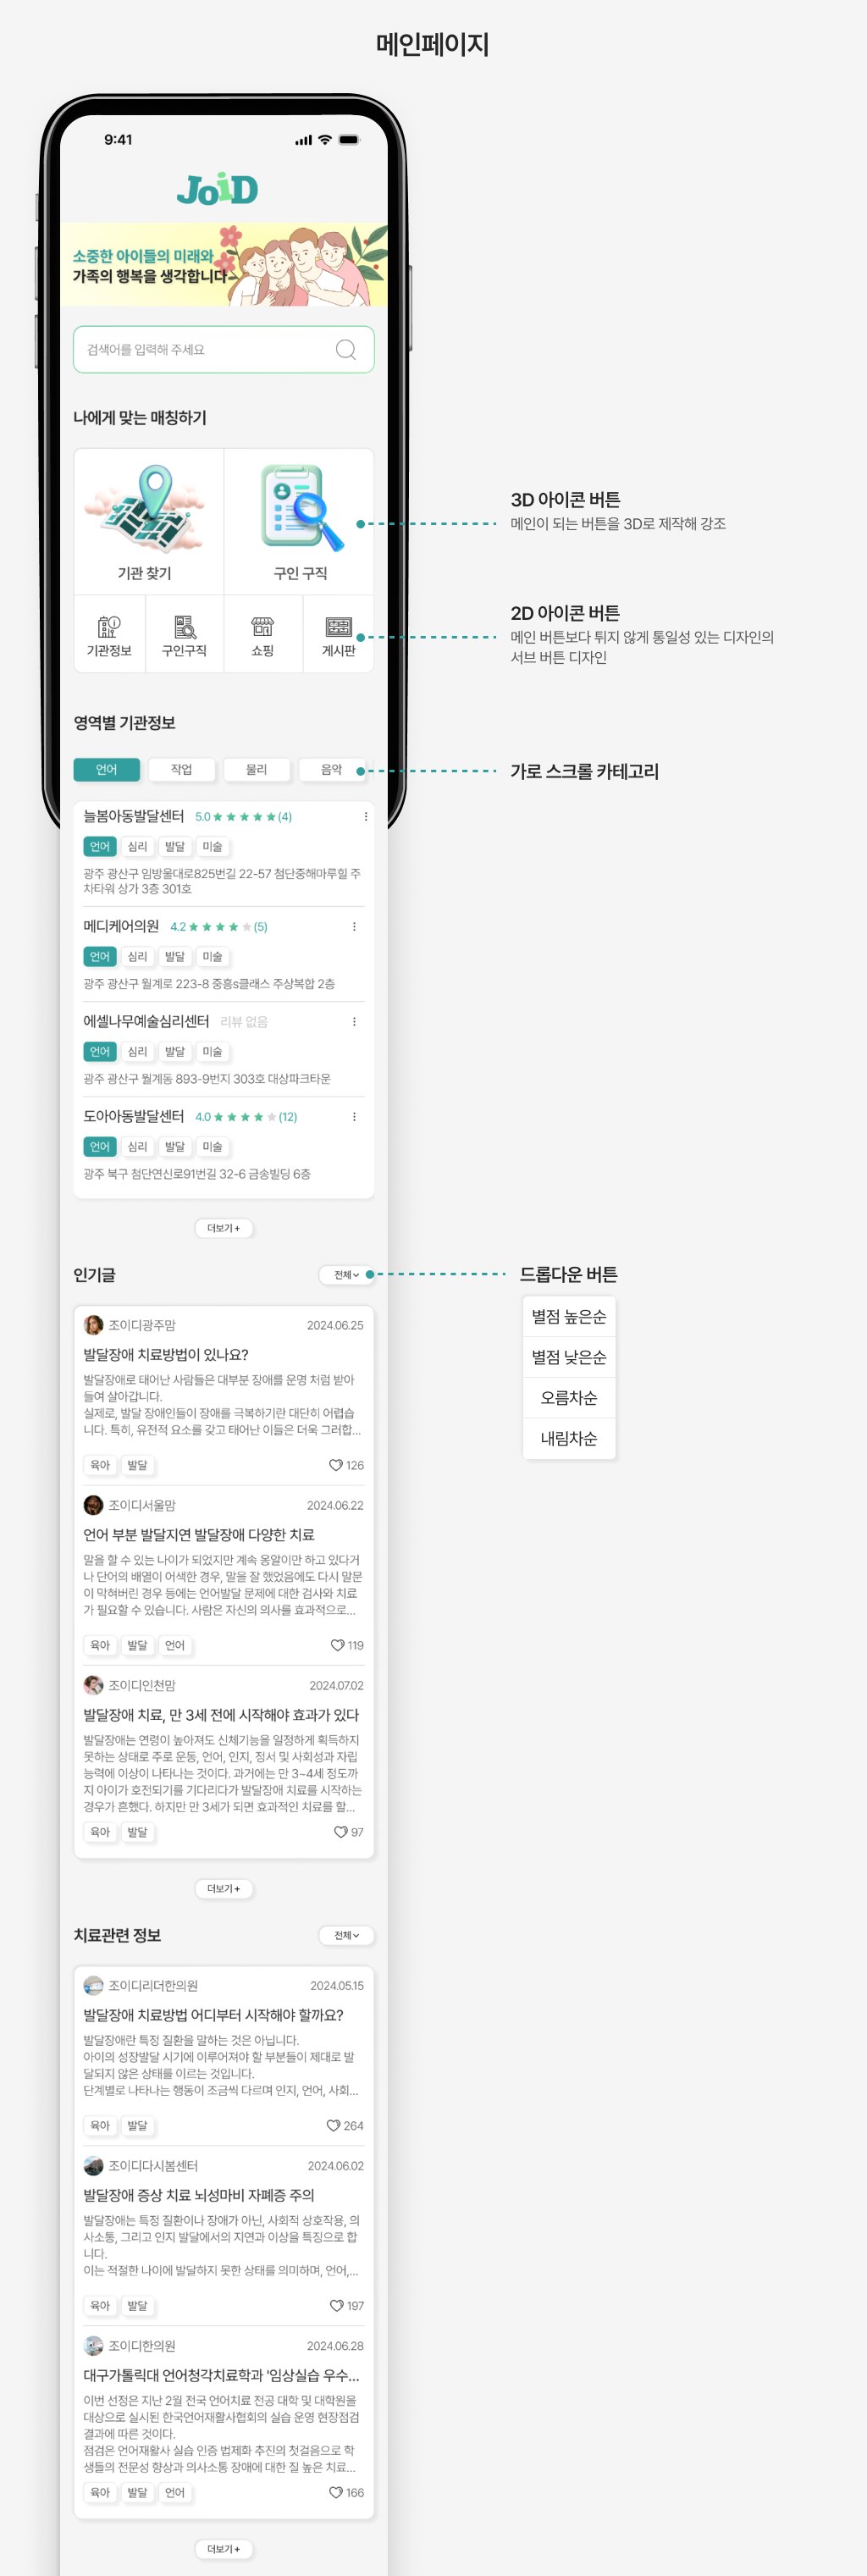 메인페이지
9:41
JoiD
소중한 아이들의 미래와
가족의 행복을 생각합니다
검색어를 입력해 주세요
나에게 맞는 매칭하기
기관 찾기
구인 구직
3D 아이콘 버튼
메인이 되는 버튼을 3D로 제작해 강조
기관정보
구인구직
쇼핑
게시판
2D 아이콘 버튼
메인 버튼보다 튀지 않게 통일성 있는 디자인의
서브 버튼 디자인
영역별 기관정보
언어 작업 물리 음악
가로 스크롤 카테고리
늘봄아동발달센터 5.0 ★★★★★(4)
언어 심리 발달 미술
광주 광산구 임방울대로825번길 22-57 첨단중해마루힐 주
차타워 상가 3층 301호
메디케어의원 4.2 ★★★★★(5)
언어 심리 발달 미술
광주 광산구 월계로 223-8 중흥s클래스 주상복합 2층
에셀나무예술심리센터 리뷰 없음
언어 심리 발달 미술
광주 광산구 월계동 893-9번지 303호 대상파크타운
도아아동발달센터 4.0 ★★★★★(12)
언어 심리 발달 미술
광주 북구 첨단연신로91번길 32-6 금송빌딩 6층
더보기 +
인기글
전체
드롭다운 버튼
별점 높은순
별점 낮은순
오름차순
내림차순
조이디광주맘 2024.06.25
발달장애 치료방법이 있나요?
발달장애로 태어난 사람들은 대부분 장애를 운명 처럼 받아
들여 살아갑니다.
실제로, 발달 장애인들이 장애를 극복하기란 대단히 어렵습
니다. 특히, 유전적 요소를 갖고 태어난 이들은 더욱 그러합...
육아 발달 126
조이디서울맘 2024.06.22
언어 부분 발달지연 발달장애 다양한 치료
말을 할 수 있는 나이가 되었지만 계속 옹알이만 하고 있다거
나 단어의 배열이 어색한 경우, 말을 잘 했었음에도 다시 말문
이 막혀버린 경우 등에는 언어발달 문제에 대한 검사와 치료
가 필요할 수 있습니다. 사람은 자신의 의사를 효과적으로...
육아 발달 언어 119
조이디인천맘 2024.07.02
발달장애 치료, 만 3세 전에 시작해야 효과가 있다
발달장애는 연령이 높아져도 신체기능을 일정하게 획득하지
못하는 상태로 주로 운동, 언어, 인지, 정서 및 사회성과 자립
능력에 이상이 나타나는 것이다. 과거에는 만 3~4세 정도까
지 아이가 호전되기를 기다리다가 발달장애 치료를 시작하는
경우가 흔했다. 하지만 만 3세가 되면 효과적인 치료를 할...
육아 발달 97
더보기 +
치료관련 정보
전체
조이디리더한의원 2024.05.15
발달장애 치료방법 어디부터 시작해야 할까요?
발달장애란 특정 질환을 말하는 것은 아닙니다.
아이의 성장발달 시기에 이루어져야 할 부분들이 제대로 발
달되지 않은 상태를 이르는 것입니다.
단계별로 나타나는 행동이 조금씩 다르며 인지, 언어, 사회...
육아 발달 264
조이디다시봄센터 2024.06.02
발달장애 증상 치료 뇌성마비 자폐증 주의
발달장애는 특정 질환이나 장애가 아닌, 사회적 상호작용, 의
사소통, 그리고 인지 발달에서의 지연과 이상을 특징으로 합
니다.
이는 적절한 나이에 발달하지 못한 상태를 의미하며, 언어,...
육아 발달 197
조이디한의원 2024.06.28
대구가톨릭대 언어청각치료학과 '임상실습 우수...
이번 선정은 지난 2월 전국 언어치료 전공 대학 및 대학원을
대상으로 실시된 한국언어재활사협회의 실습 운영 현장점검
결과에 따른 것이다.
점검은 언어재활사 실습 인증 법제화 추진의 첫걸음으로 학
생들의 전문성 향상과 의사소통 장애에 대한 질 높은 치료...
육아 발달 언어 166
더보기 +